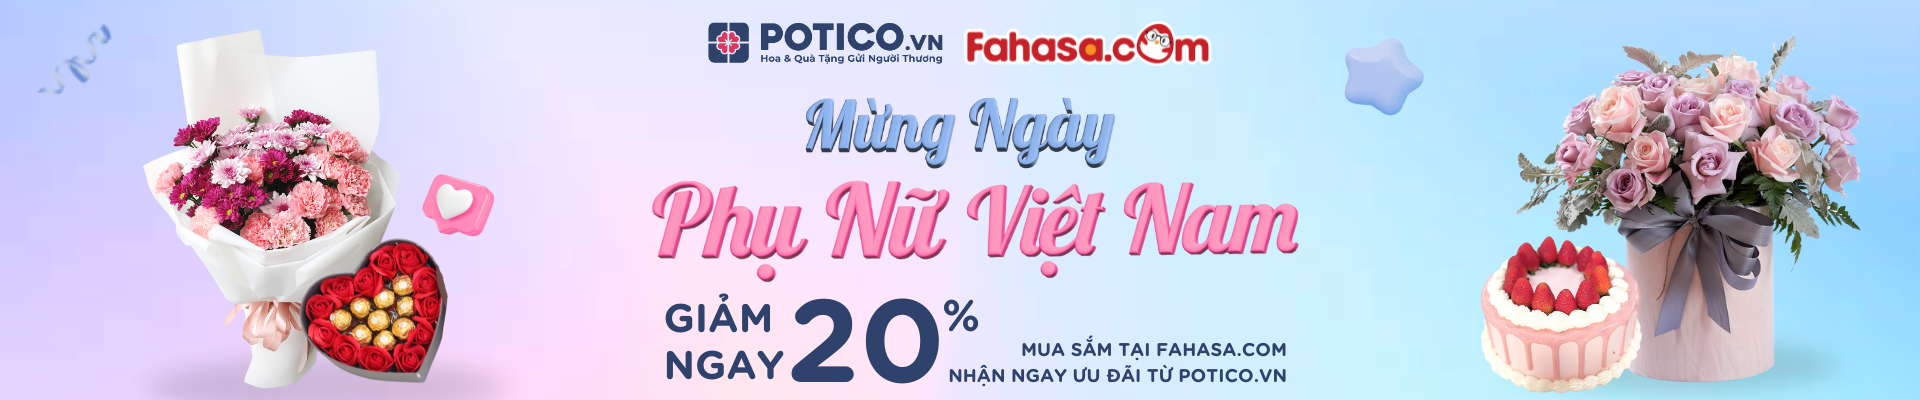 POTICO.VN
Hoa & Quà Tặng Gửi Người Thương
Fahasa.com
Mừng Ngày
Phụ Nữ Việt Nam
GIẢM NGAY 20%
MUA SẮM TẠI FAHASA.COM
NHẬN NGAY ƯU ĐÃI TỪ POTICO.VN